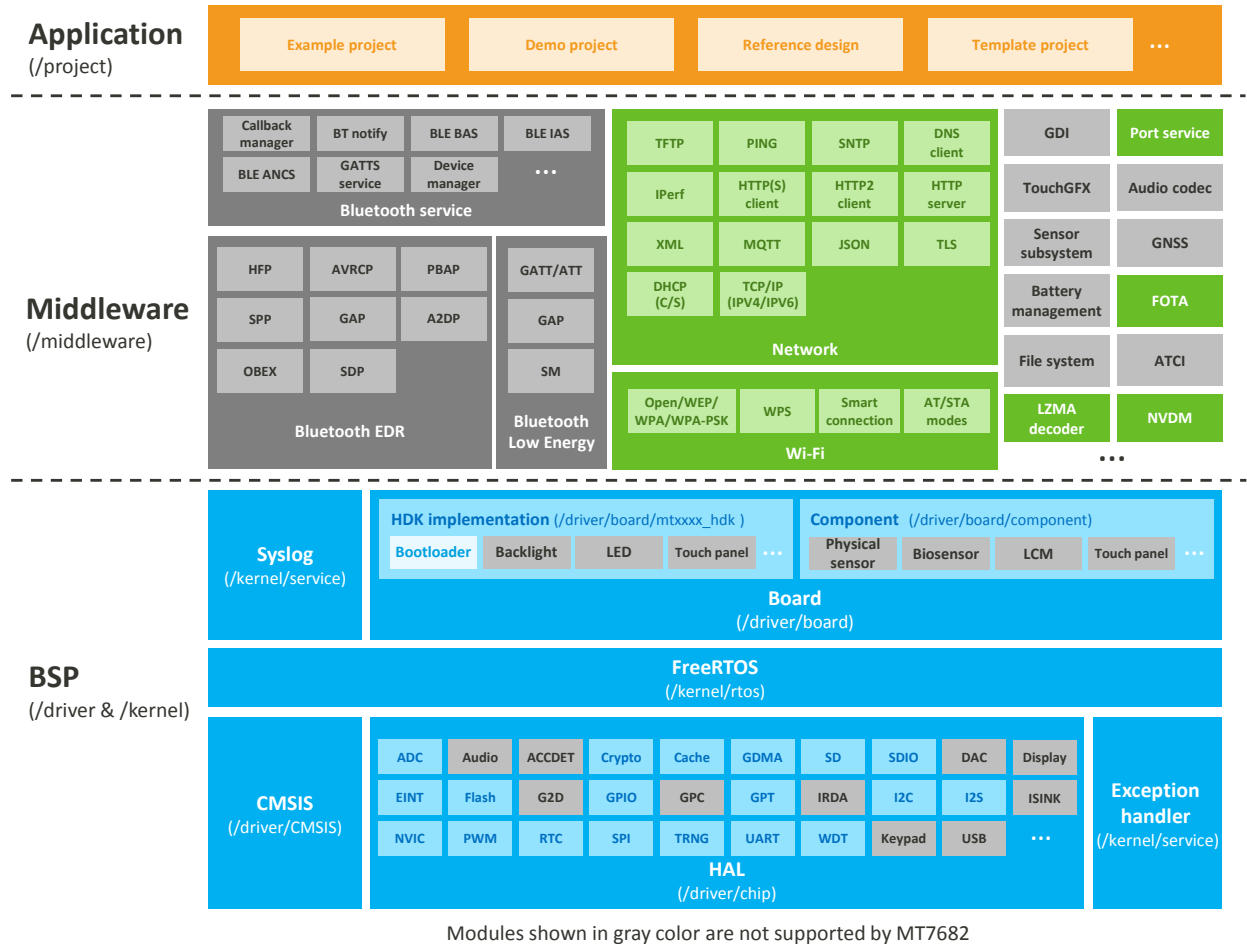 Application
(/project)
Example project
Demo project
Reference design
Template project
...
Middleware
(/middleware)
Callback
manager
BT notify
BLE BAS
BLE IAS
BLE ANCS
GATTS
service
Device
manager
...
Bluetooth service
HFP
AVRCP
PBAP
SPP
GAP
A2DP
OBEX
SDP
Bluetooth EDR
GATT/ATT
GAP
SM
Bluetooth
Low Energy
TFTP
PING
SNTP
DNS
client
IPerf
HTTP(S)
client
HTTP2
client
HTTP
server
XML
MQTT
JSON
TLS
DHCP
(C/S)
TCP/IP
(IPV4/IPV6)
Network
Open/WEP/
WPA/WPA-PSK
WPS
Smart
connection
AT/STA
modes
Wi-Fi
GDI
Port service
TouchGFX
Audio codec
Sensor
subsystem
GNSS
Battery
management
FOTA
File system
ATCI
LZMA
decoder
NVDM
...
BSP
(/driver & /kernel)
Syslog
(/kernel/service)
HDK implementation (/driver/board/mtxxxx_hdk )
Bootloader
Backlight
LED
Touch panel
...
Component (/driver/board/component)
Physical
sensor
Biosensor
LCM
Touch panel
...
Board
(/driver/board)
FreeRTOS
(/kernel/rtos)
CMSIS
(/driver/CMSIS)
ADC
Audio
ACCDET
Crypto
Cache
GDMA
SD
SDIO
DAC
Display
EINT
Flash
G2D
GPIO
GPC
GPT
IRDA
I2C
I2S
ISINK
NVIC
PWM
RTC
SPI
TRNG
UART
WDT
Keypad
USB
...
HAL
(/driver/chip)
Exception
handler
(/kernel/service)
Modules shown in gray color are not supported by MT7682